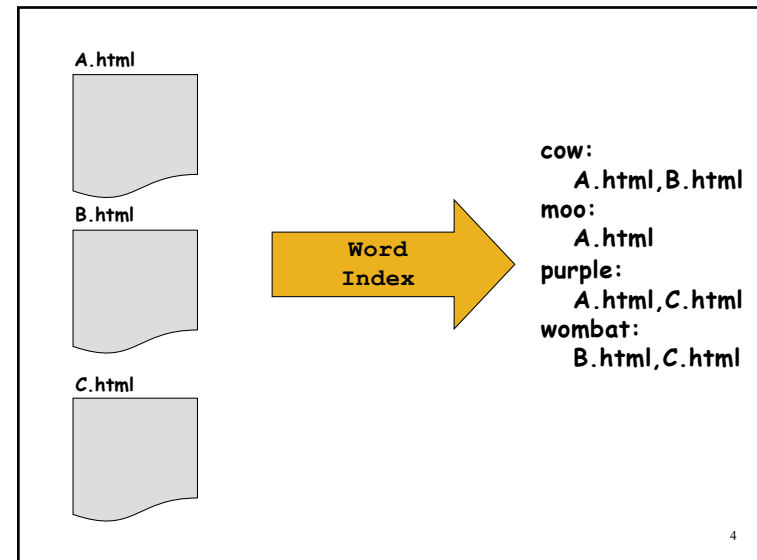 A.html
B.html
C.html
Word
Index
cow:
A.html,B.html
moo:
A.html
purple:
A.html,C.html
wombat:
B.html,C.html
4